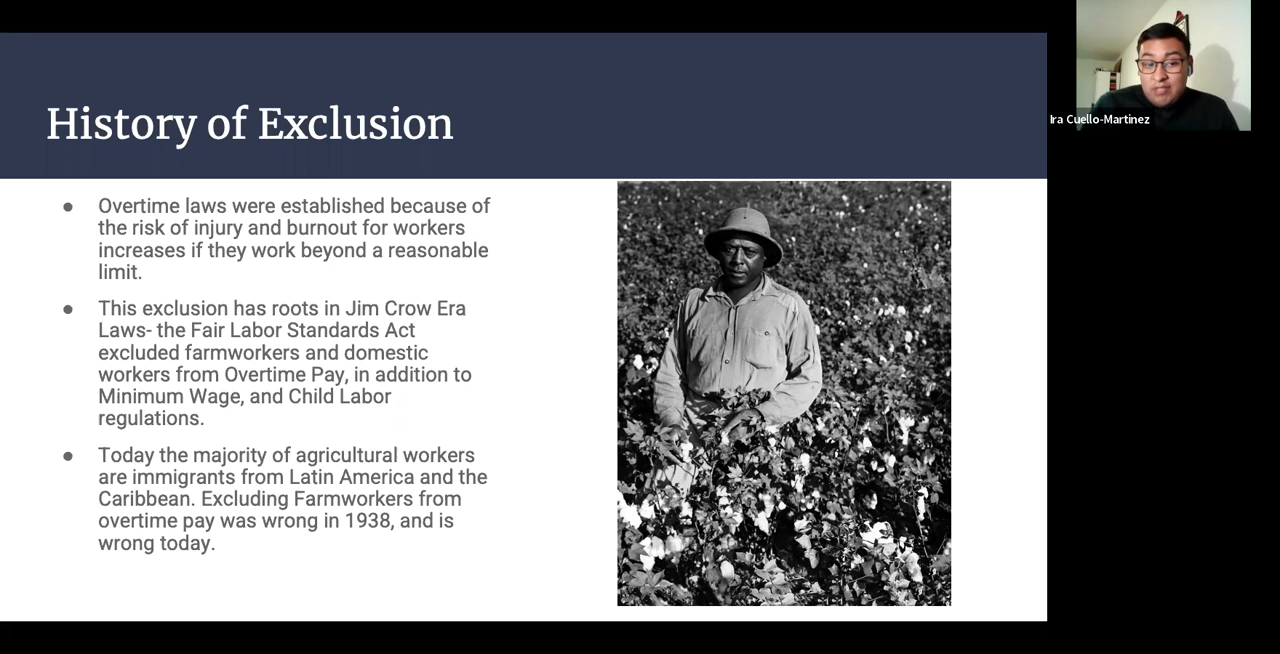 History of Exclusion
Ira Cuello-Martinez
● Overtime laws were established because of
the risk of injury and burnout for workers
increases if they work beyond a reasonable
limit.
● This exclusion has roots in Jim Crow Era
Laws- the Fair Labor Standards Act
excluded farmworkers and domestic
workers from Overtime Pay, in addition to
Minimum Wage, and Child Labor
regulations.
● Today the majority of agricultural workers
are immigrants from Latin America and the
Caribbean. Excluding Farmworkers from
overtime pay was wrong in 1938, and is
wrong today.